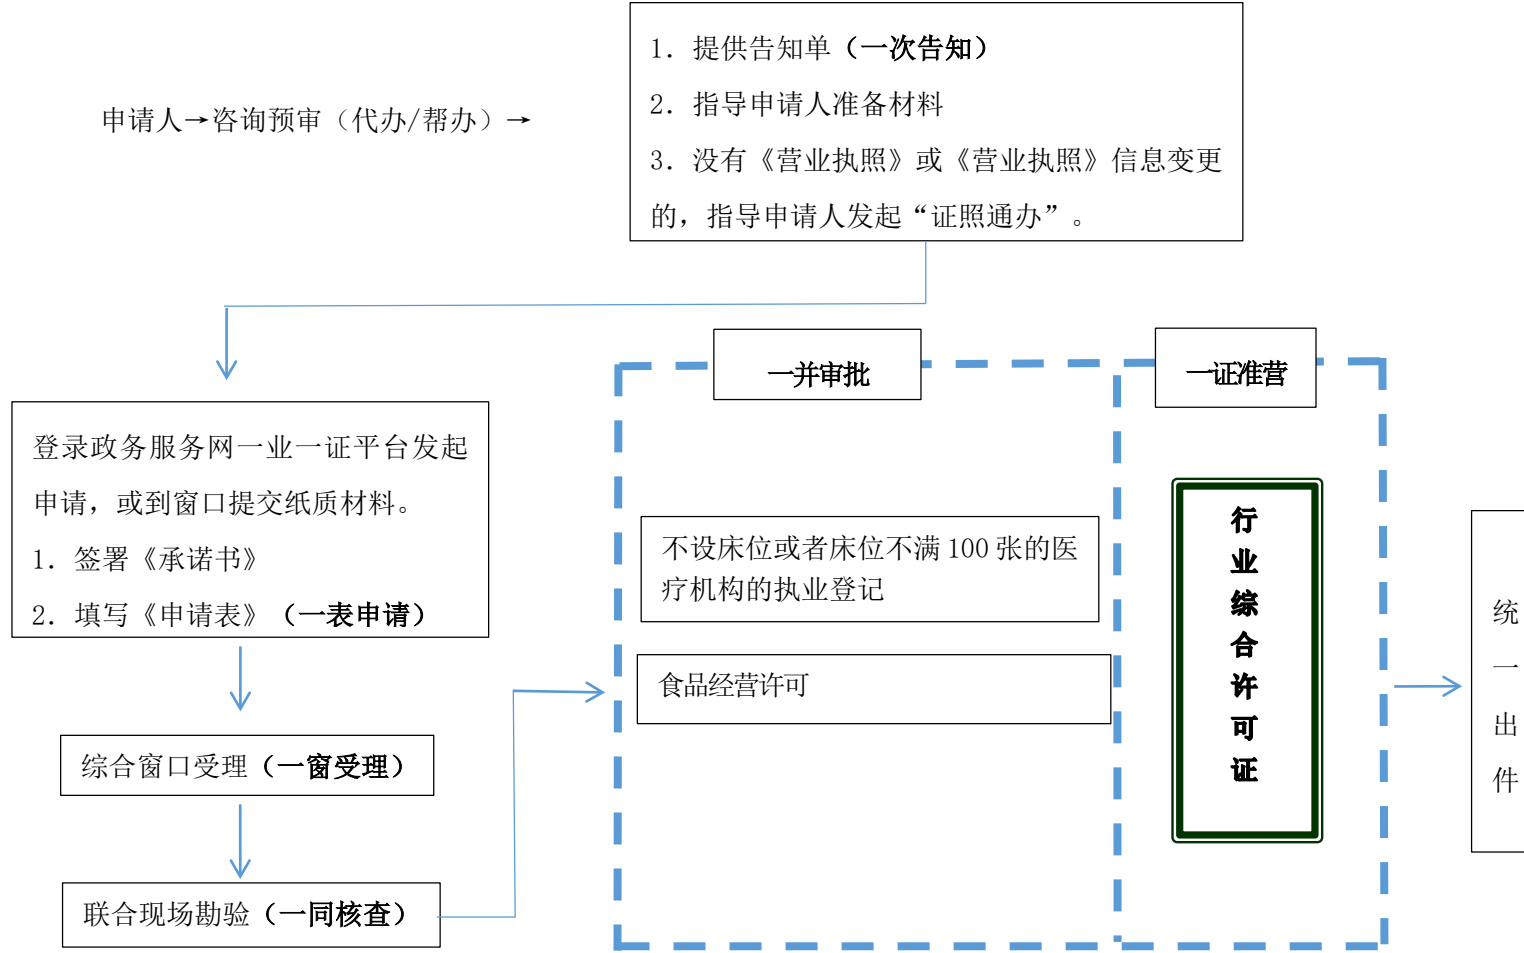 1. 提供告知单（一次告知）
2. 指导申请人准备材料
3. 没有《营业执照》或《营业执照》信息变更
的，指导申请人发起“证照通办”。
申请人→咨询预审（代办/帮办）→
登录政务服务网一业一证平台发起
申请，或到窗口提交纸质材料。
1. 签署《承诺书》
2. 填写《申请表》（一表申请）
综合窗口受理（一窗受理）
联合现场勘验（一同核查）
一并审批
不设床位或者床位不满 100 张的医
疗机构的执业登记
食品经营许可
一证准营
行业综合许可证
统一出件